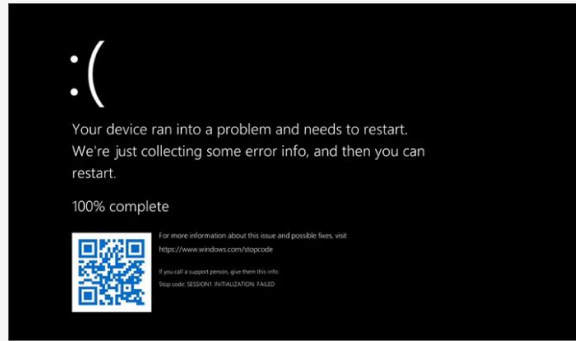 :(
Your device ran into a problem and needs to restart.
We're just collecting some error info, and then you can
restart.
100% complete
For more information about this issue and possible fixes, visit
https://www.windows.com/stopcode
If you call a support person, give them this info:
Stop code: SESSION1 INITIALIZATION FAILED